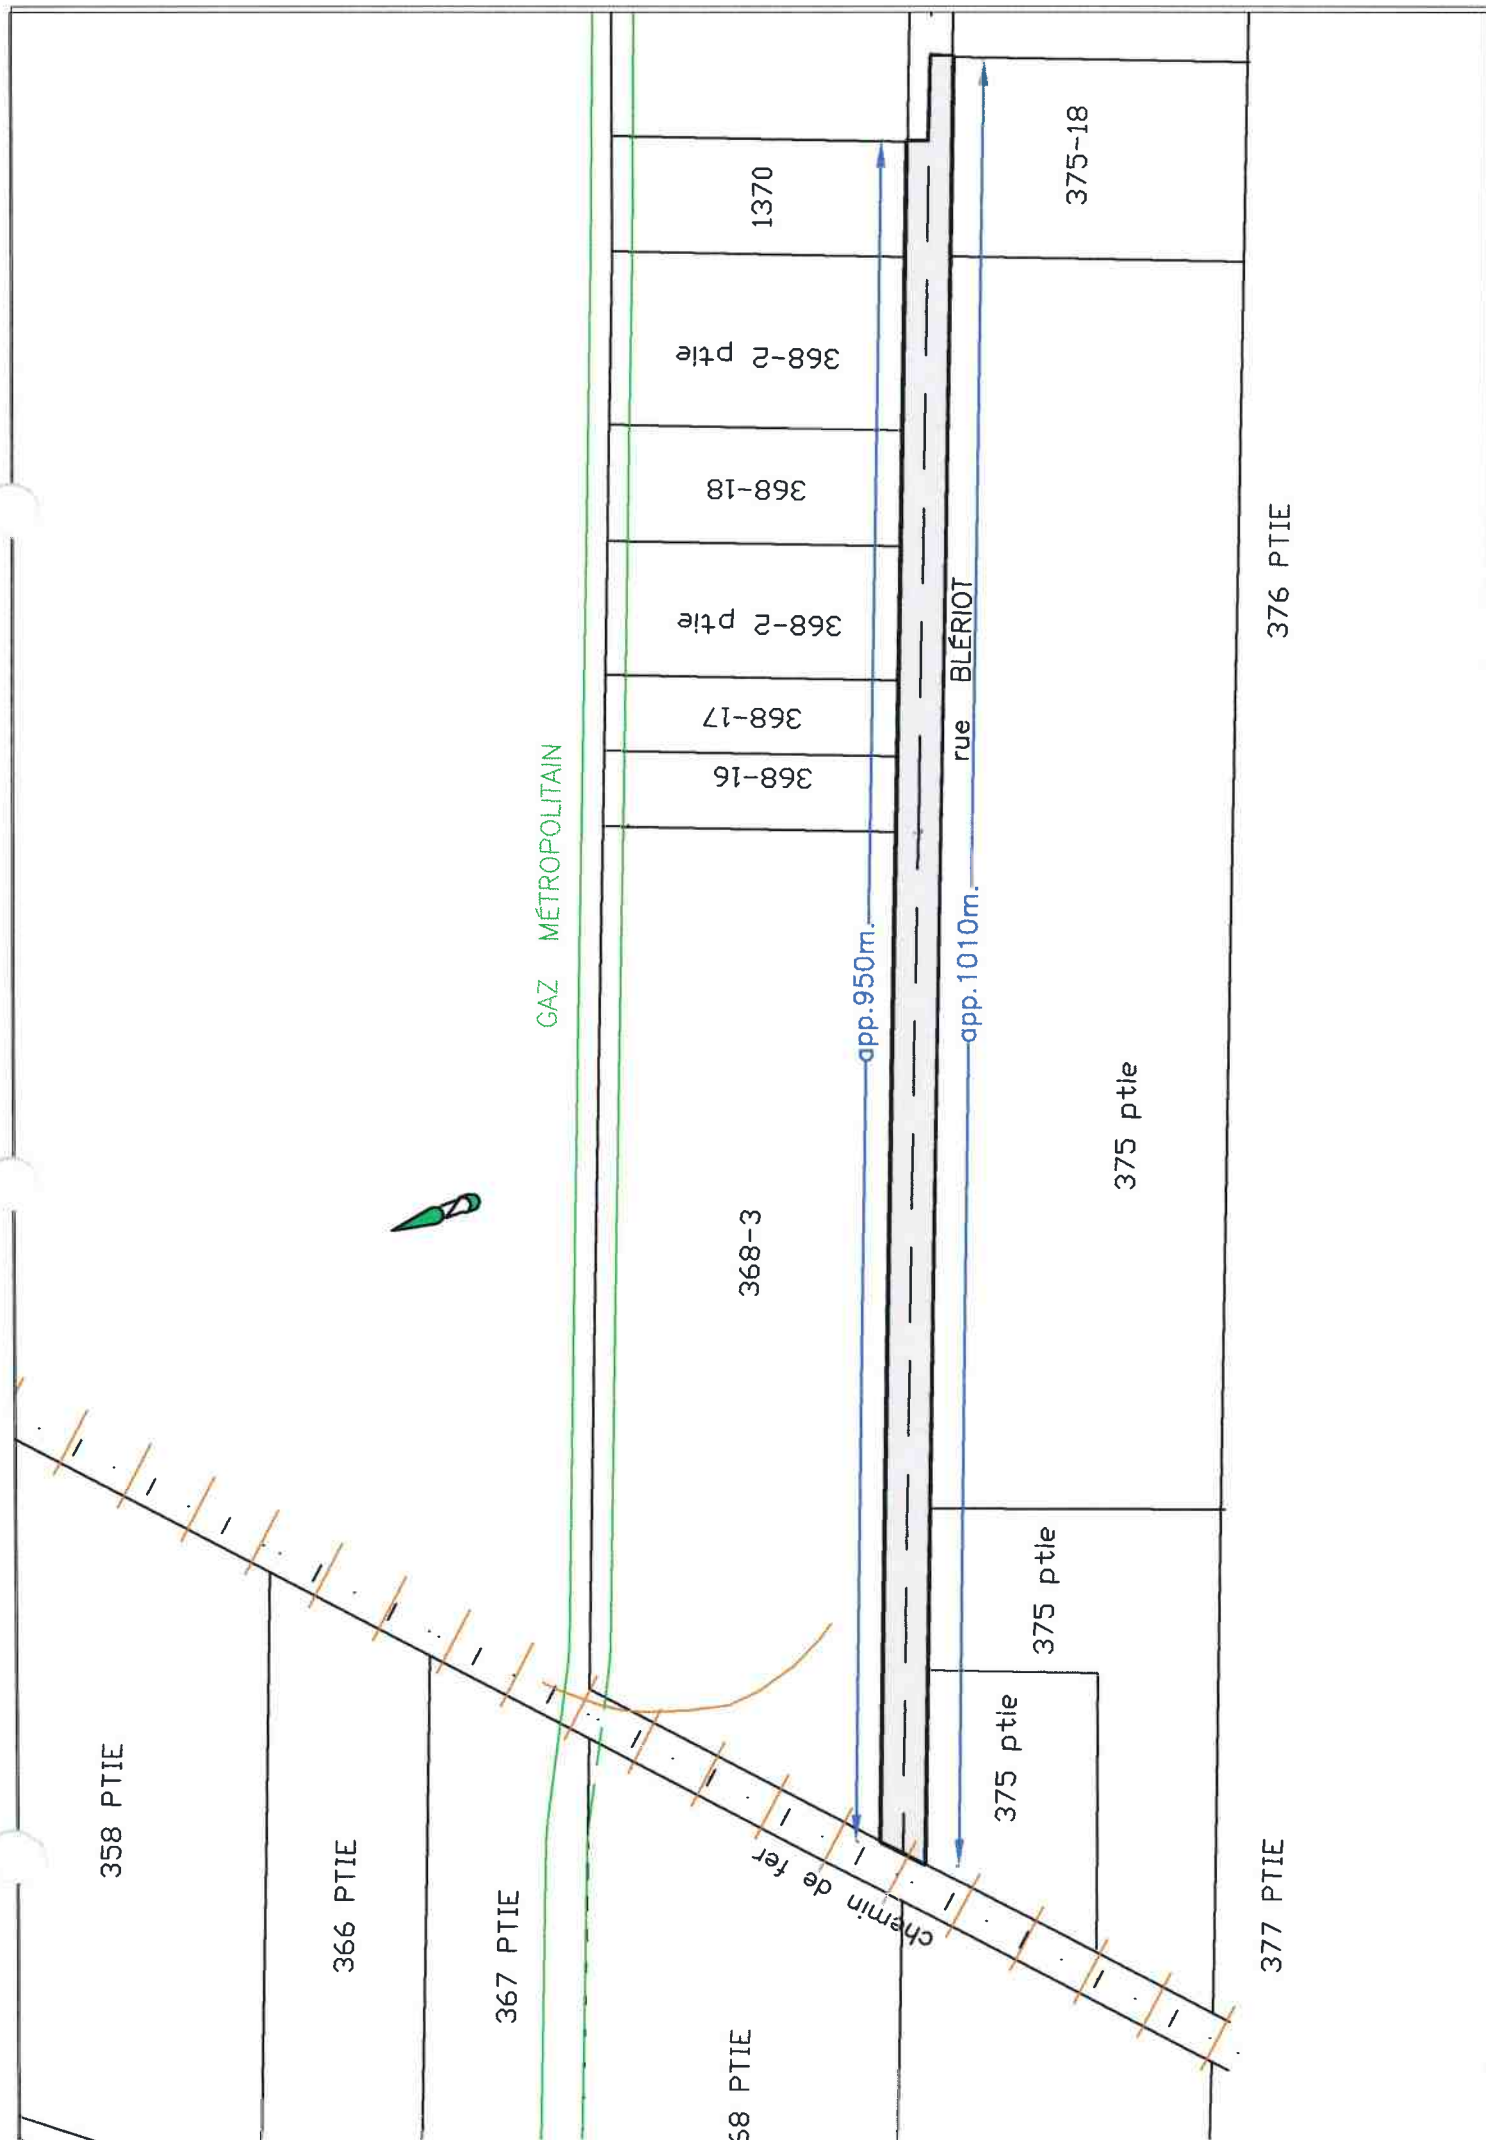 1370
375-18
368-2 ptie
368-18
368-2 ptie
368-17
368-16
rue BLÉRIOT
376 PTIE
GAZ MÉTROPOLITAIN
app.950m.
app.1010m.
375 ptie
368-3
375 ptie
375 ptie
chemin de fer
358 PTIE
366 PTIE
367 PTIE
68 PTIE
377 PTIE